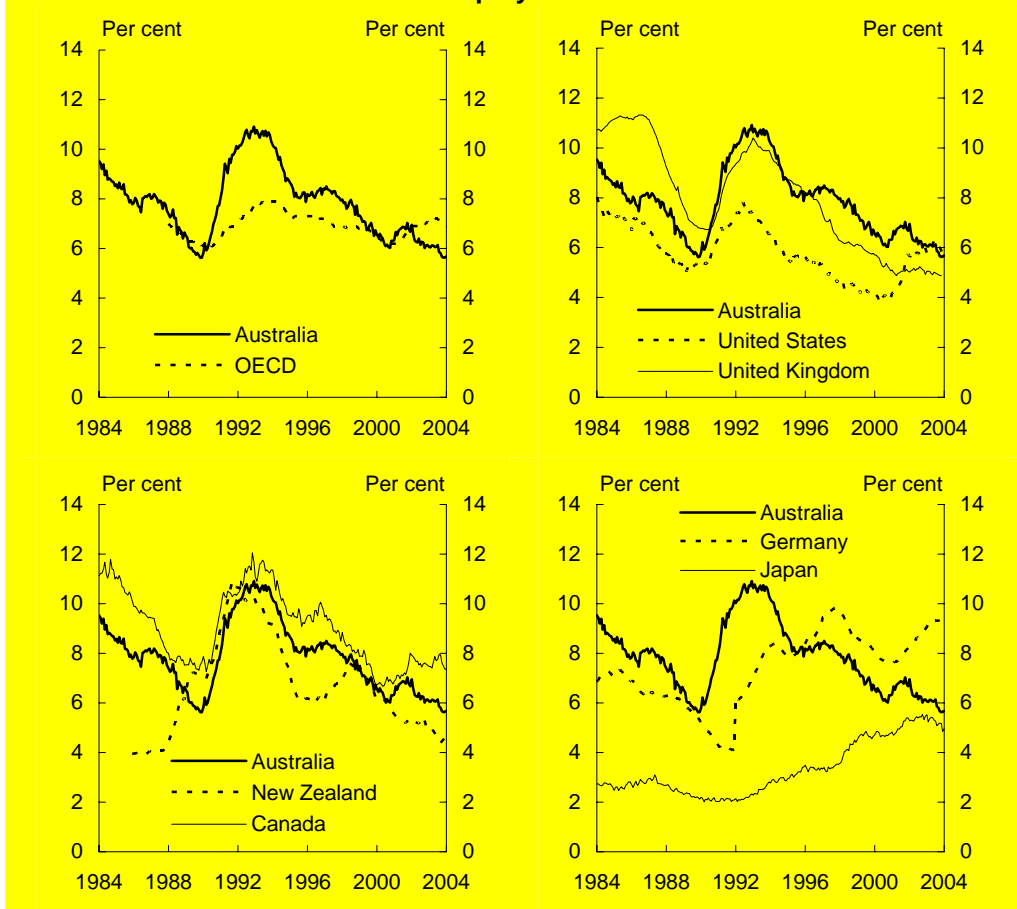 Per cent Per cent
14 14
12 12
10 10
8 8
6 6
4 4
2 2
0 0
Australia
OECD
1984 1988 1992 1996 2000 2004
Per cent Per cent
14 14
12 12
10 10
8 8
6 6
4 4
2 2
0 0
Australia
United States
United Kingdom
1984 1988 1992 1996 2000 2004
Per cent Per cent
14 14
12 12
10 10
8 8
6 6
4 4
2 2
0 0
Australia
New Zealand
Canada
1984 1988 1992 1996 2000 2004
Per cent Per cent
14 14
12 12
10 10
8 8
6 6
4 4
2 2
0 0
Australia
Germany
Japan
1984 1988 1992 1996 2000 2004